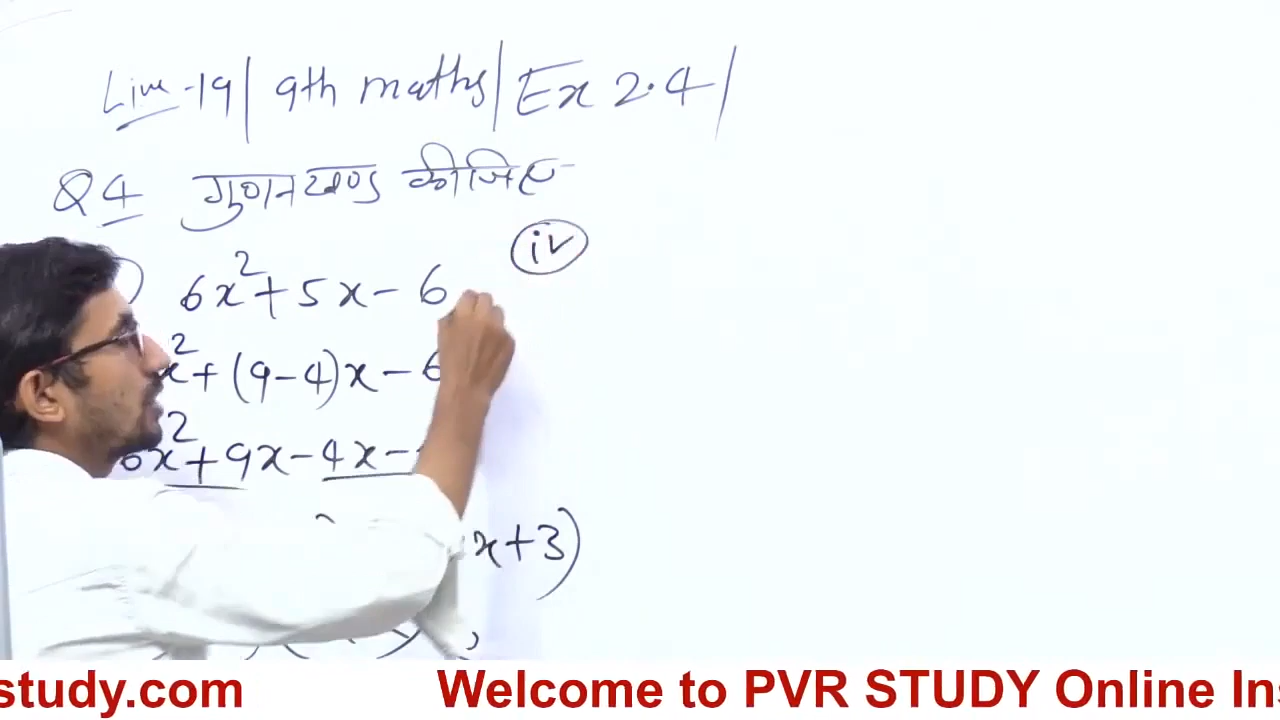 Live-19| 9th maths| Ex 2.4|
Q4 गुणनखण्ड कीजिए
6x²+5x-6
iv
x²+(9-4)x-6
6x²+9x-4x-
x+3)
study.com Welcome to PVR STUDY Online Ins